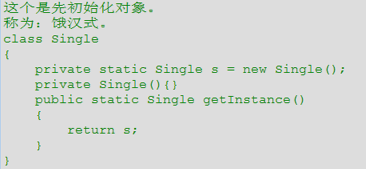 这个是先初始化对象。
称为：饿汉式。
class Single
{
    private static Single s = new Single();
    private Single(){}
    public static Single getInstance()
    {
        return s;
    }
}